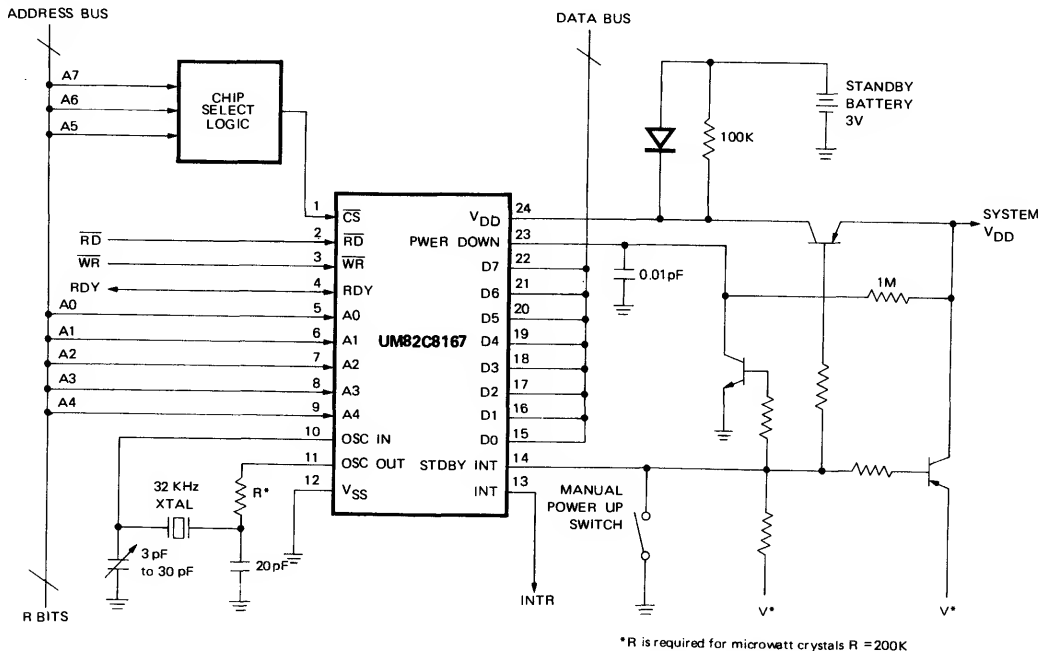 ADDRESS BUS
DATA BUS
A7
A6
A5
CHIP
SELECT
LOGIC
STANDBY
BATTERY
3V
100K
1
CS
RD
2
RD
WR
3
WR
RDY
4
RDY
A0
5
A0
A1
6
A1
A2
7
A2
A3
8
A3
A4
9
A4
10
OSC IN
11
OSC OUT
12
VSS
UM82C8167
VDD
24
PWER DOWN
23
D7
22
D6
21
D5
20
D4
19
D3
18
D2
17
D1
16
D0
15
STDBY INT
14
INT
13
SYSTEM
VDD
0.01pF
1M
32 KHz
XTAL
R*
3 pF
to 30 pF
20pF
MANUAL
POWER UP
SWITCH
INTR
V*
V*
R BITS
*R is required for microwatt crystals R = 200K